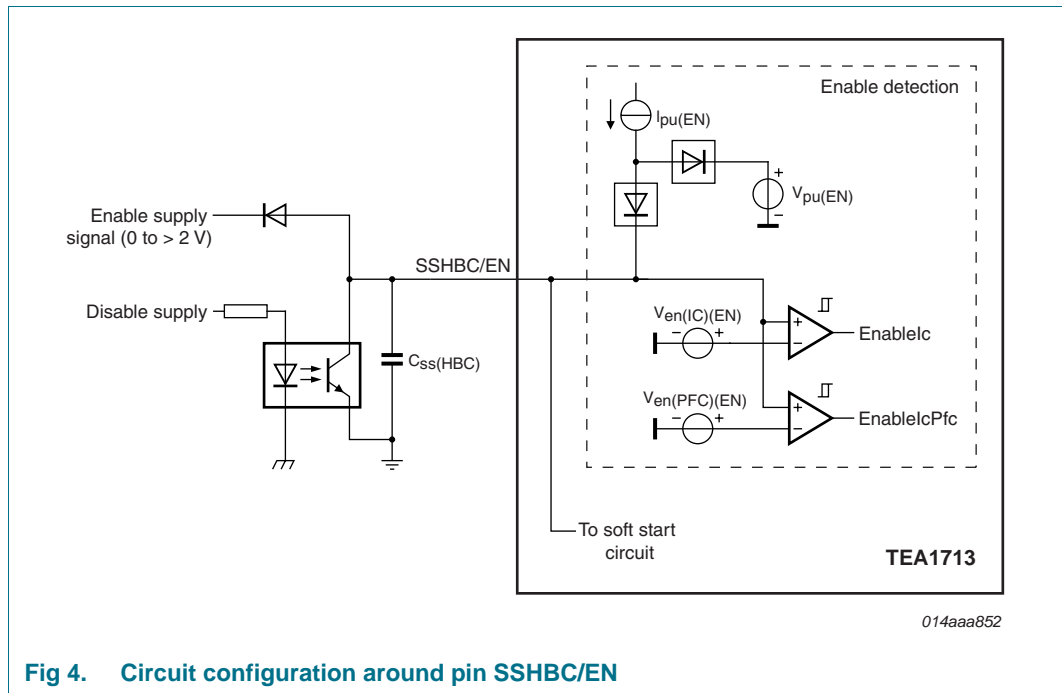 Enable detection
Ipu(EN)
Vpu(EN)
+
−
Enable supply
signal (0 to > 2 V)
SSHBC/EN
Disable supply
Css(HBC)
Ven(IC)(EN)
− +
+
−
EnableIc
Ven(PFC)(EN)
− +
+
−
EnableIcPfc
To soft start
circuit
TEA1713
014aaa852
Fig 4. Circuit configuration around pin SSHBC/EN